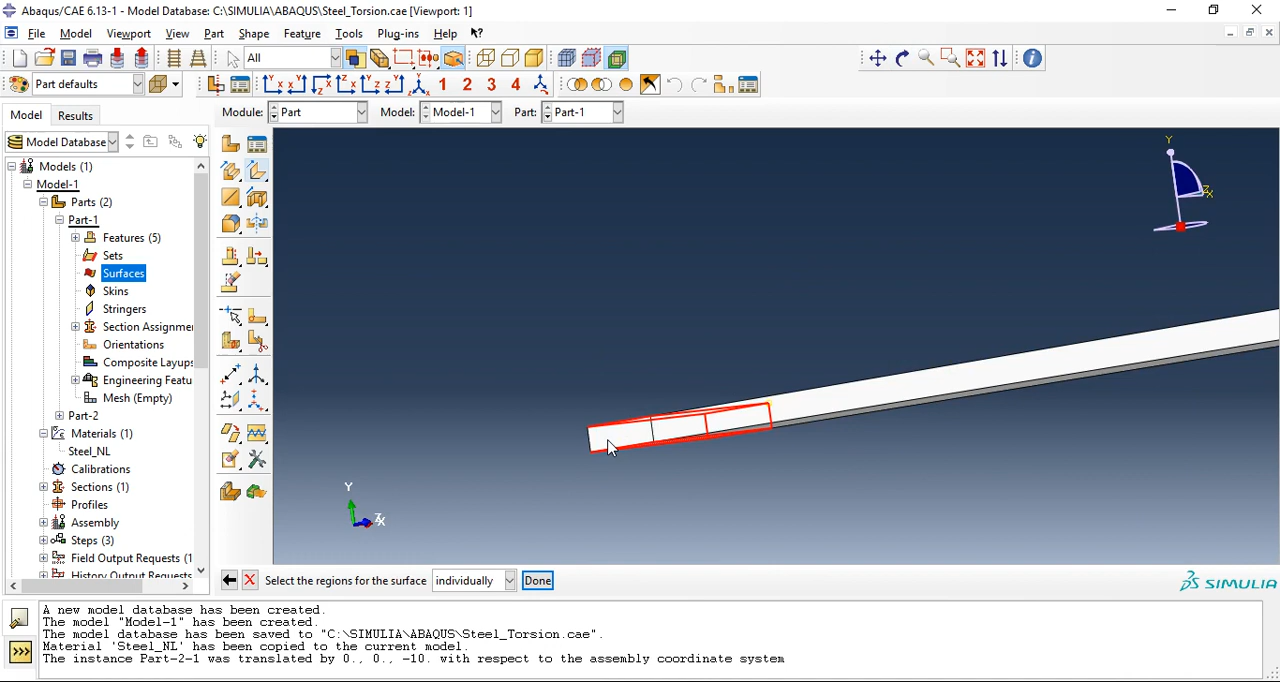 Abaqus/CAE 6.13-1 - Model Database: C:\SIMULIA\ABAQUS\Steel_Torsion.cae [Viewport: 1]
File Model Viewport View Part Shape Feature Tools Plug-ins Help
All
Part defaults
1 2 3 4
Model Results
Module: Part Model: Model-1 Part: Part-1
Model Database
Models (1)
Model-1
Parts (2)
Part-1
Features (5)
Sets
Surfaces
Skins
Stringers
Section Assignme
Orientations
Composite Layups
Engineering Featu
Mesh (Empty)
Part-2
Materials (1)
Steel_NL
Calibrations
Sections (1)
Profiles
Assembly
Steps (3)
Field Output Requests (1
History Output Requests
Y
Z
X
Y
Z
X
Select the regions for the surface individually Done
SIMULIA
A new model database has been created.
The model "Model-1" has been created.
The model database has been saved to "C:\SIMULIA\ABAQUS\Steel_Torsion.cae".
Material 'Steel_NL' has been copied to the current model.
The instance Part-2-1 was translated by 0., 0., -10. with respect to the assembly coordinate system
>>>